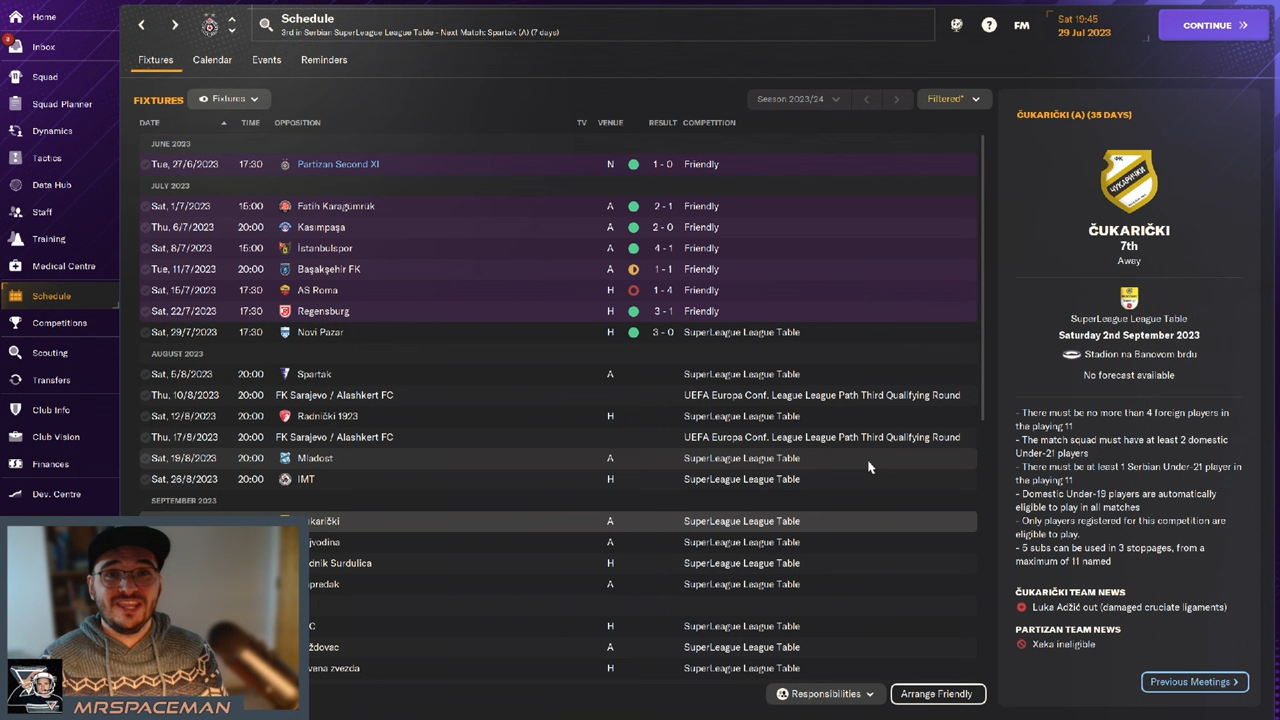 Home
Schedule
3rd in Serbian SuperLeague League Table - Next Match: Spartak (A) (7 days)
FM
Sat 19:45
29 Jul 2023
CONTINUE
8
Inbox
Squad
Squad Planner
Dynamics
Tactics
Data Hub
Staff
Training
Medical Centre
Schedule
Competitions
Scouting
Transfers
Club Info
Club Vision
Finances
Dev. Centre
Fixtures Calendar Events Reminders
FIXTURES Fixtures Season 2023/24 Filtered*
DATE TIME OPPOSITION TV VENUE RESULT COMPETITION
JUNE 2023
Tue, 27/6/2023 17:30 Partizan Second XI N 1 - 0 Friendly
JULY 2023
Sat, 1/7/2023 15:00 Fatih Karagümrük A 2 - 1 Friendly
Thu, 6/7/2023 20:00 Kasımpaşa A 2 - 0 Friendly
Sat, 8/7/2023 15:00 İstanbulspor A 4 - 1 Friendly
Tue, 11/7/2023 20:00 Başakşehir FK A 1 - 1 Friendly
Sat, 15/7/2023 17:30 AS Roma H 1 - 4 Friendly
Sat, 22/7/2023 17:30 Regensburg H 3 - 1 Friendly
Sat, 29/7/2023 17:30 Novi Pazar H 3 - 0 SuperLeague League Table
AUGUST 2023
Sat, 5/8/2023 20:00 Spartak A SuperLeague League Table
Thu, 10/8/2023 20:00 FK Sarajevo / Alashkert FC UEFA Europa Conf. League League Path Third Qualifying Round
Sat, 12/8/2023 20:00 Radnički 1923 H SuperLeague League Table
Thu, 17/8/2023 20:00 FK Sarajevo / Alashkert FC UEFA Europa Conf. League League Path Third Qualifying Round
Sat, 19/8/2023 20:00 Mladost A SuperLeague League Table
Sat, 26/8/2023 20:00 IMT H SuperLeague League Table
SEPTEMBER 2023
ukarički A SuperLeague League Table
jvodina A SuperLeague League Table
dnik Surdulica H SuperLeague League Table
predak A SuperLeague League Table
C H SuperLeague League Table
ždovac A SuperLeague League Table
vena zvezda H SuperLeague League Table
Responsibilities Arrange Friendly
ČUKARIČKI (A) (35 DAYS)
ФК
ЧУКАРИЧКИ
ČUKARIČKI
7th
Away
SuperLeague League Table
Saturday 2nd September 2023
Stadion na Banovom brdu
No forecast available
- There must be no more than 4 foreign players in
the playing 11
- The match squad must have at least 2 domestic
Under-21 players
- There must be at least 1 Serbian Under-21 player in
the playing 11
- Domestic Under-19 players are automatically
eligible to play in all matches
- Only players registered for this competition are
eligible to play.
- 5 subs can be used in 3 stoppages, from a
maximum of 11 named
ČUKARIČKI TEAM NEWS
Luka Adžić out (damaged cruciate ligaments)
PARTIZAN TEAM NEWS
Xeka ineligible
Previous Meetings
MRSPACEMAN